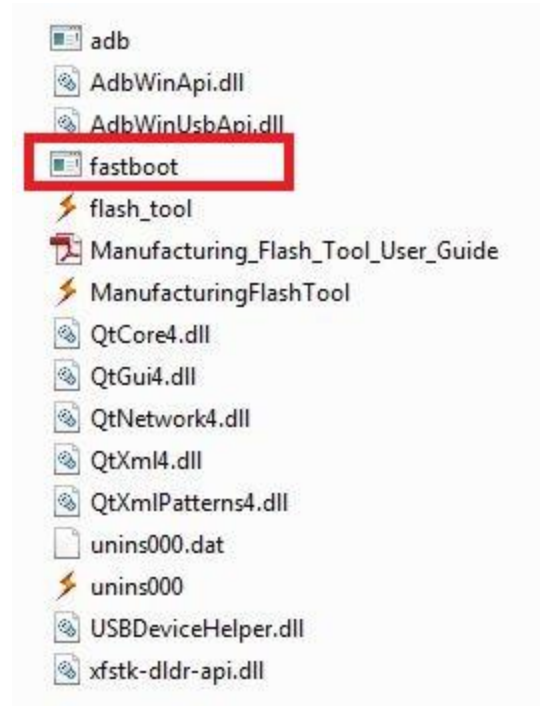 adb
AdbWinApi.dll
AdbWinUsbApi.dll
fastboot
flash_tool
Manufacturing_Flash_Tool_User_Guide
ManufacturingFlashTool
QtCore4.dll
QtGui4.dll
QtNetwork4.dll
QtXml4.dll
QtXmlPatterns4.dll
unins000.dat
unins000
USBDeviceHelper.dll
xfstk-dldr-api.dll